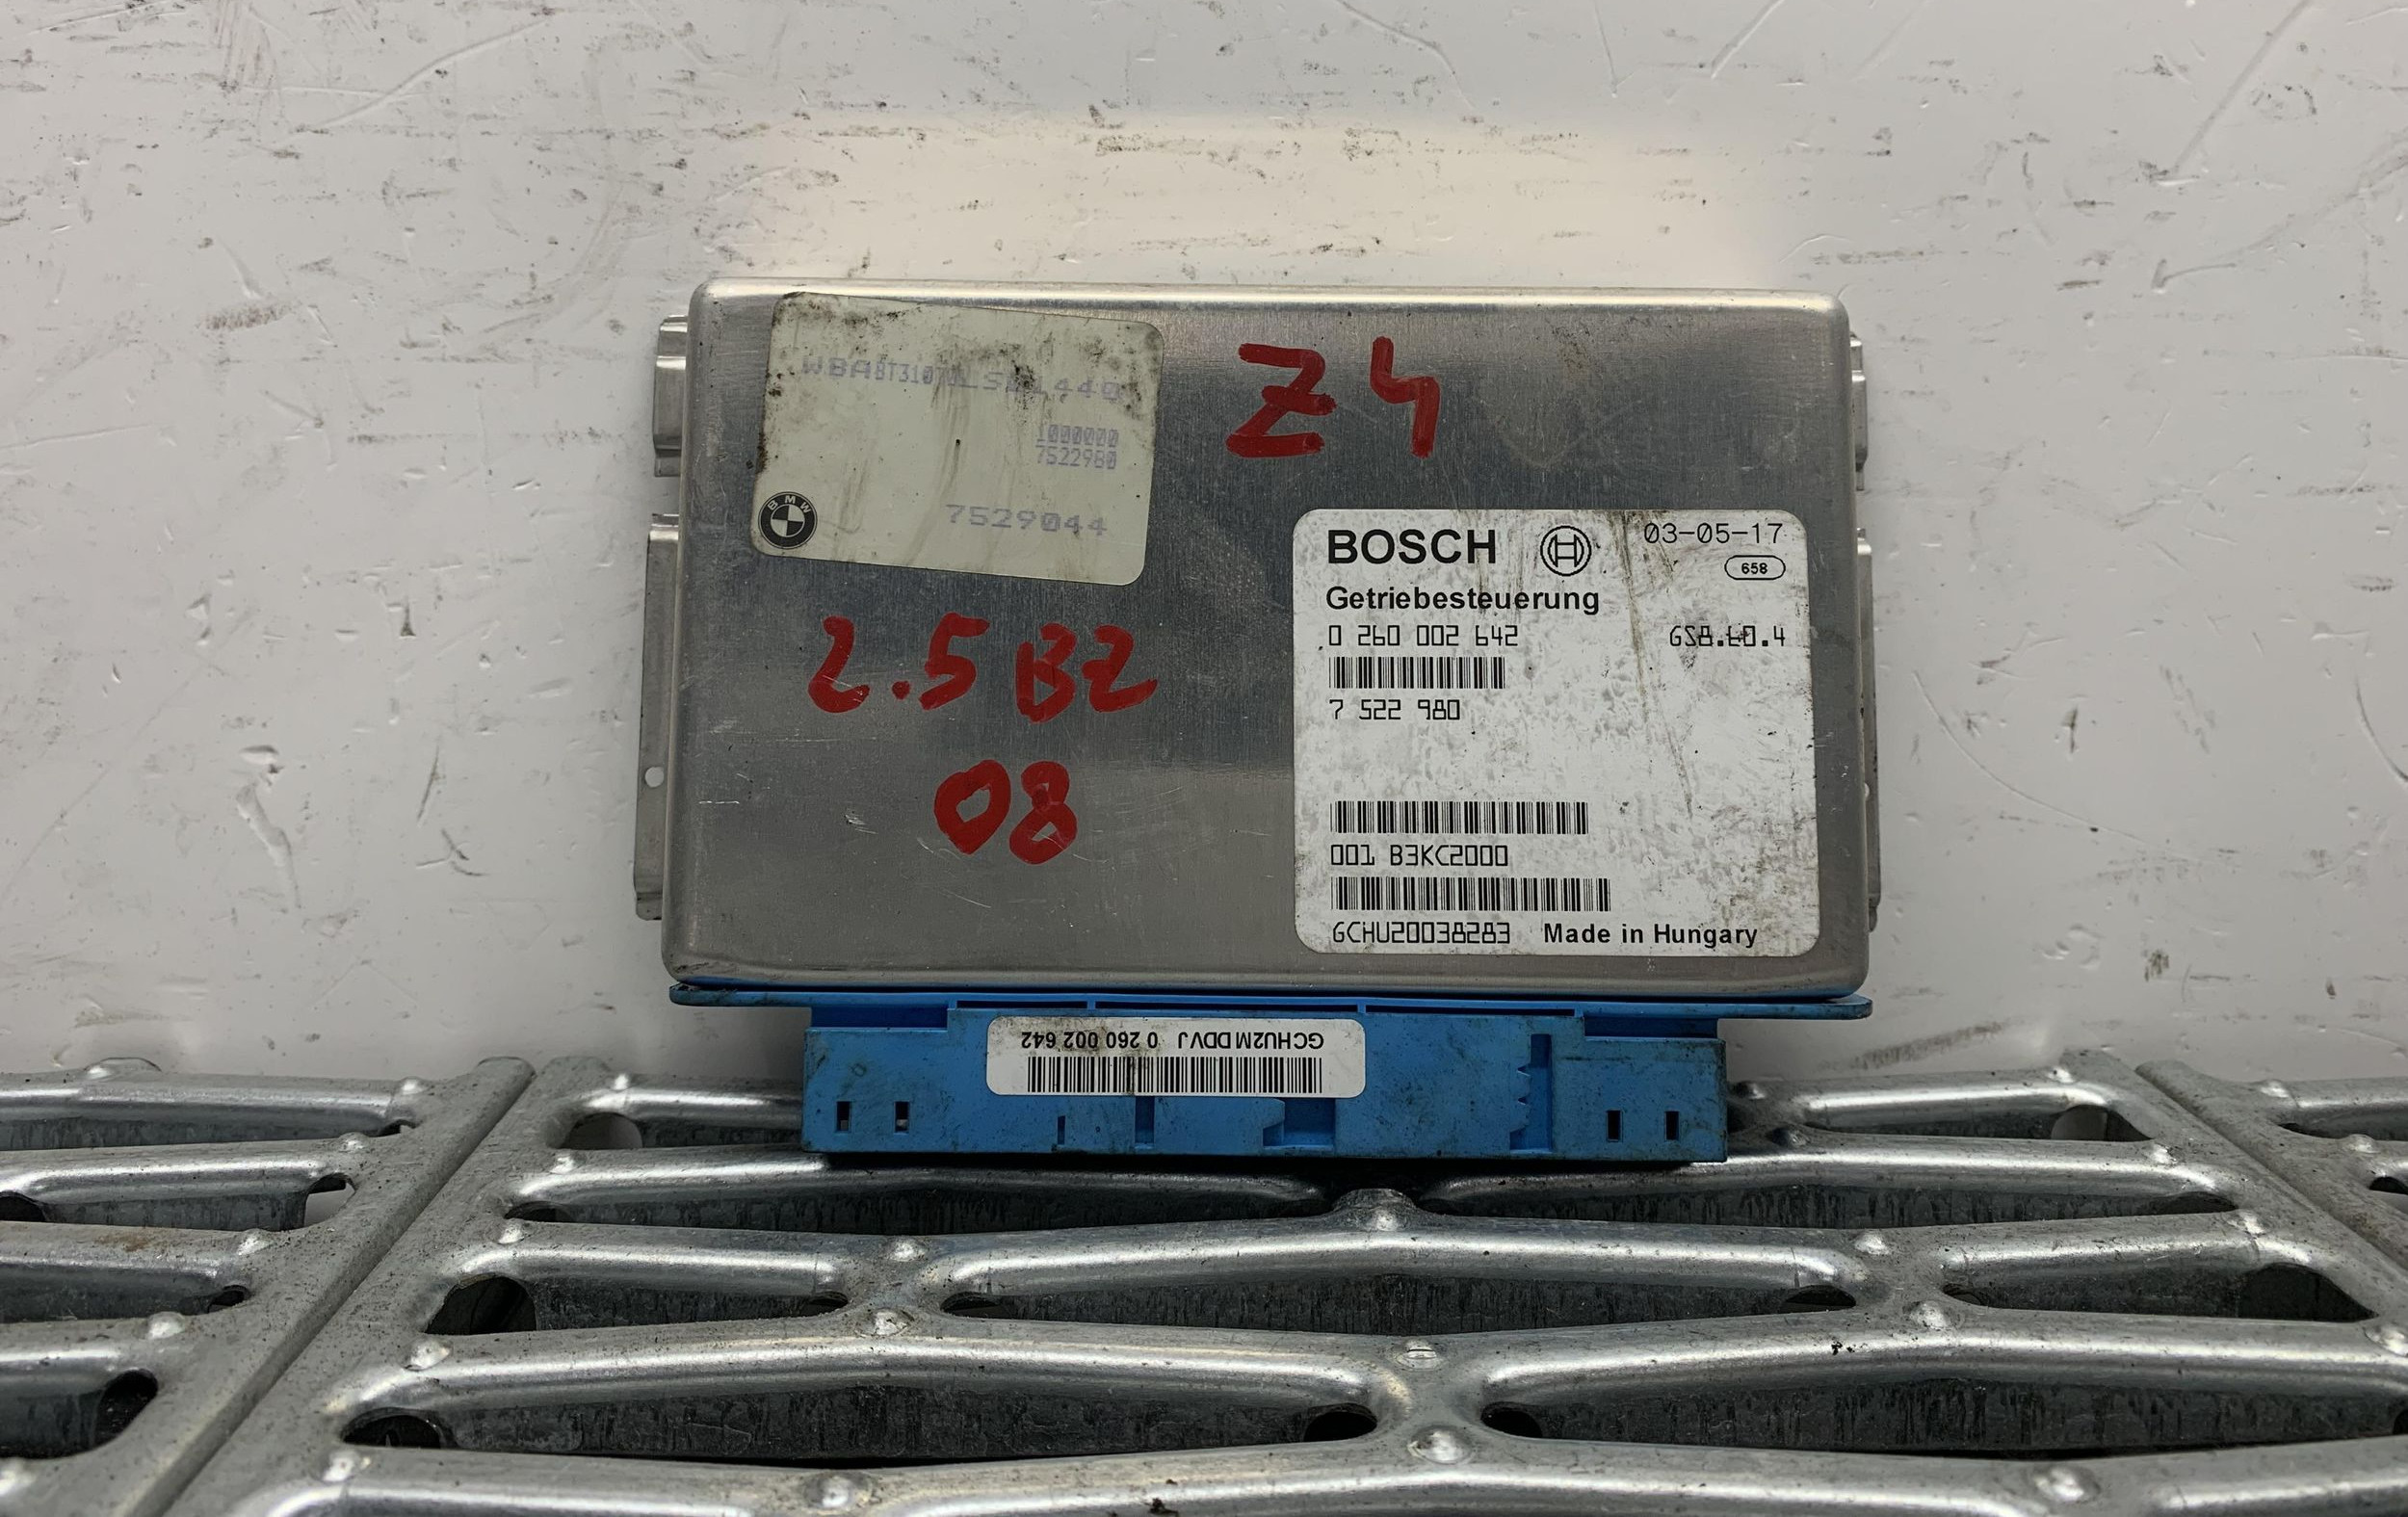 1000000
7522980
BMW
7529044
Z4
2.5 BZ
08
BOSCH
03-05-17
658
Getriebesteuerung
0 260 002 642
7 522 980
001 B3KC2000
GCHU20038283 Made in Hungary
GCHU2M DDVJ 0 260 002 642